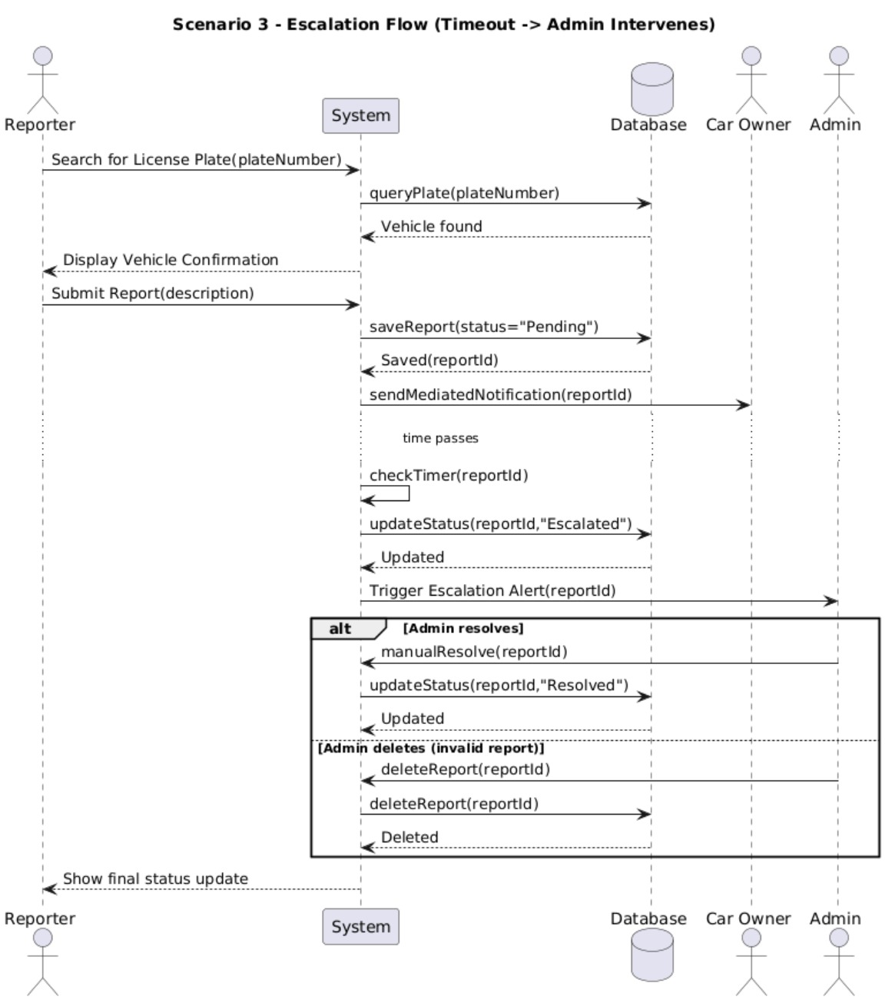 Scenario 3 - Escalation Flow (Timeout -> Admin Intervenes)
Reporter
System
Database
Car Owner
Admin
Search for License Plate(plateNumber)
queryPlate(plateNumber)
Vehicle found
Display Vehicle Confirmation
Submit Report(description)
saveReport(status="Pending")
Saved(reportId)
sendMediatedNotification(reportId)
time passes
checkTimer(reportId)
updateStatus(reportId,"Escalated")
Updated
Trigger Escalation Alert(reportId)
alt
[Admin resolves]
manualResolve(reportId)
updateStatus(reportId,"Resolved")
Updated
[Admin deletes (invalid report)]
deleteReport(reportId)
deleteReport(reportId)
Deleted
Show final status update
Reporter
System
Database
Car Owner
Admin